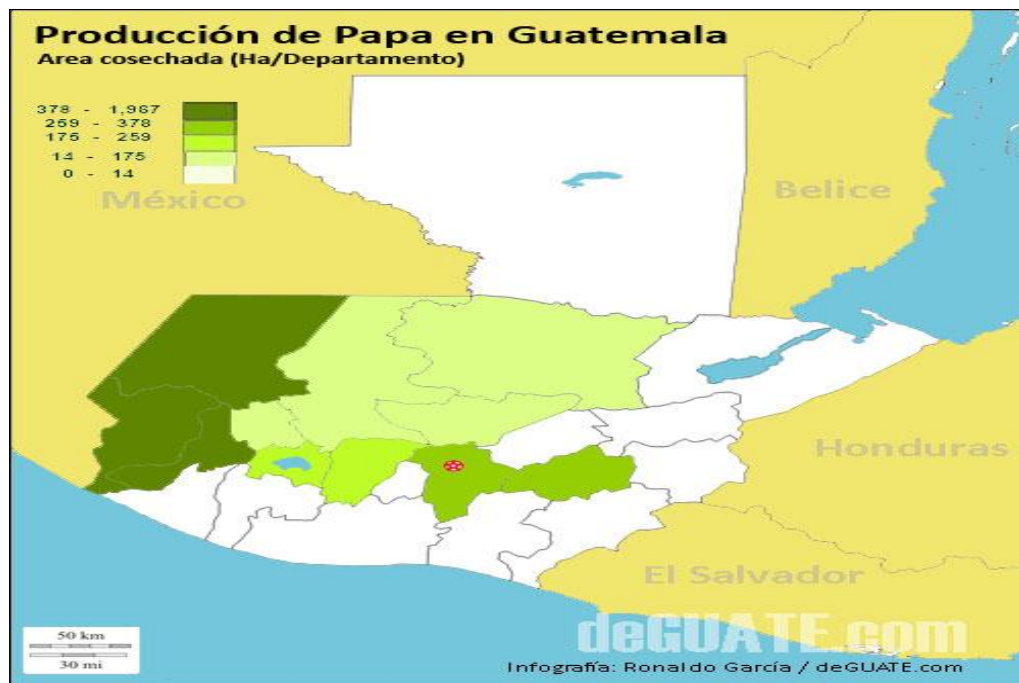 Producción de Papa en Guatemala
Area cosechada (Ha/Departamento)
378 - 1,987
259 - 378
175 - 259
14 - 175
0 - 14
México
Belice
Honduras
El Salvador
deGUATE.com
50 km
30 mi
Infografía: Ronaldo García / deGUATE.com